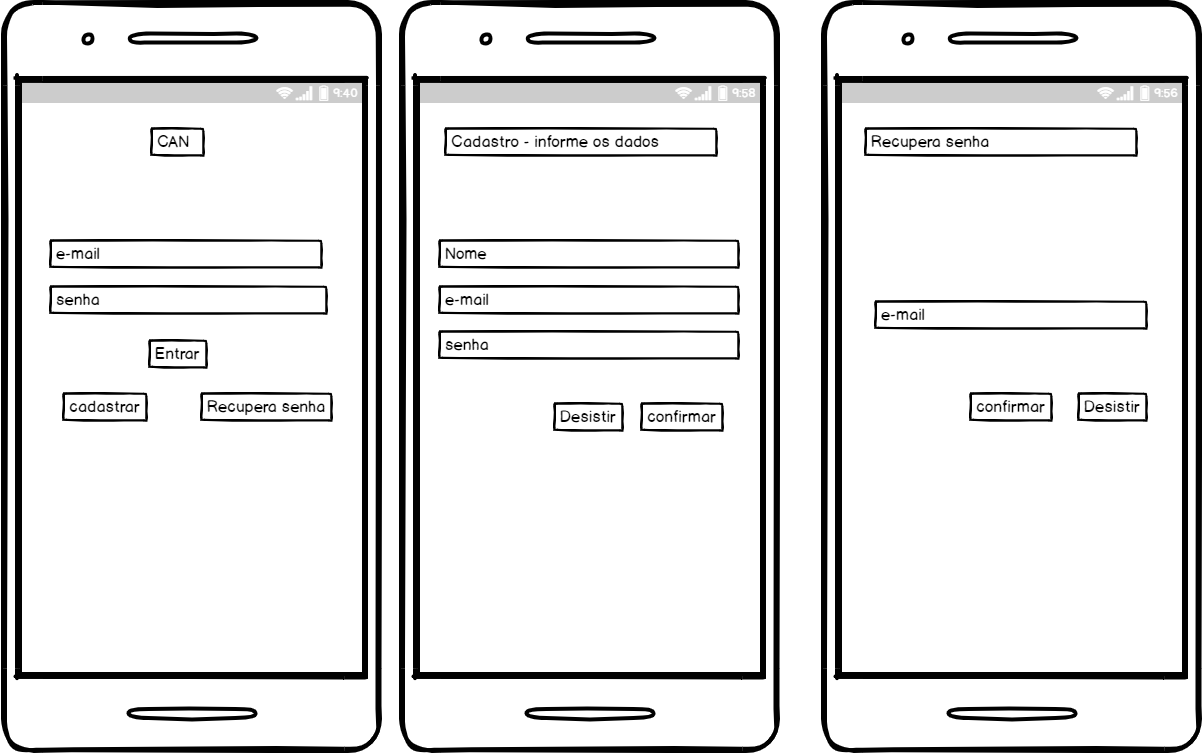 9:40
CAN
e-mail
senha
Entrar
cadastrar
Recupera senha
9:58
Cadastro - informe os dados
Nome
e-mail
senha
Desistir
confirmar
9:56
Recupera senha
e-mail
confirmar
Desistir